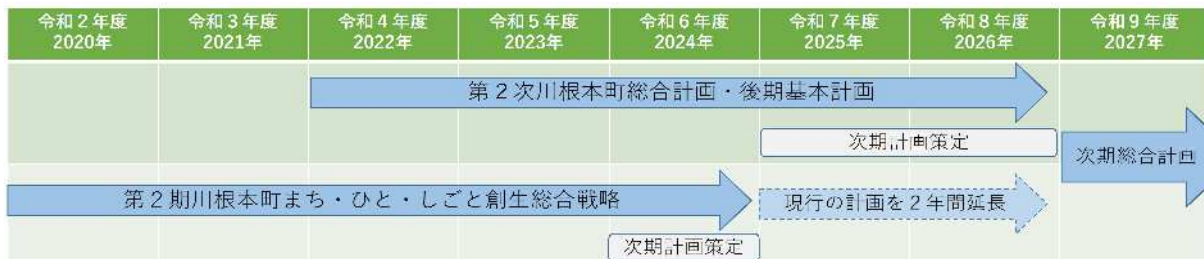 令和２年度 令和３年度 令和４年度 令和５年度 令和６年度 令和７年度 令和８年度 令和９年度
2020年 2021年 2022年 2023年 2024年 2025年 2026年 2027年
第２次川根本町総合計画・後期基本計画
次期計画策定
次期総合計画
第２期川根本町まち・ひと・しごと創生総合戦略
現行の計画を２年間延長
次期計画策定